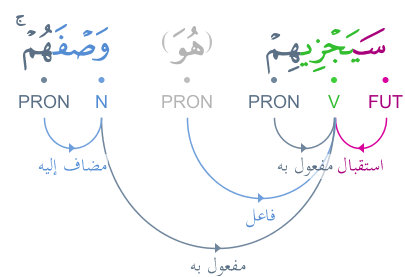 سَيَجْزِيهِمْ (هُوَ) وَصْفَهُمْ ۚ
FUT V PRON PRON N PRON
استقبال مفعول به مضاف إليه
فاعل
مفعول به